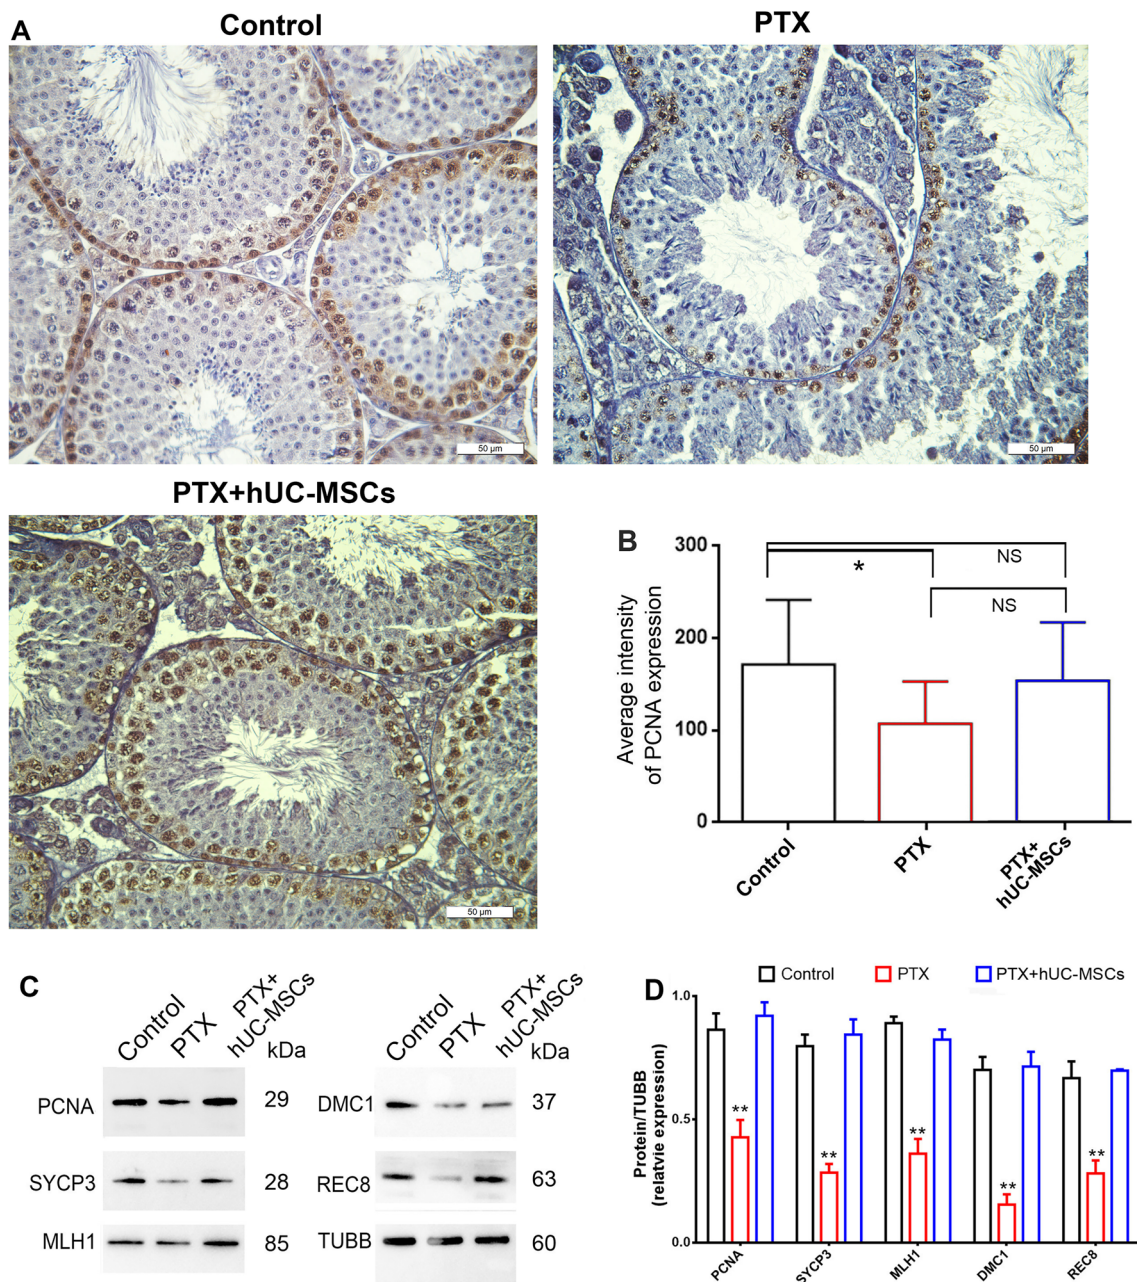 A
Control
PTX
50 µm
50 µm
PTX+hUC-MSCs
50 µm
B
300
200
100
0
Average intensity
of PCNA expression
NS
*
NS
Control
PTX
PTX+
hUC-MSCs
C
Control
PTX
PTX+
hUC-MSCs
kDa
PCNA
29
SYCP3
28
MLH1
85
Control
PTX
PTX+
hUC-MSCs
kDa
DMC1
37
REC8
63
TUBB
60
D
Control
PTX
PTX+hUC-MSCs
1.0
0.5
0.0
Protein/TUBB
(relatvie expression)
**
**
**
**
**
PCNA
SYCP3
MLH1
DMC1
REC8